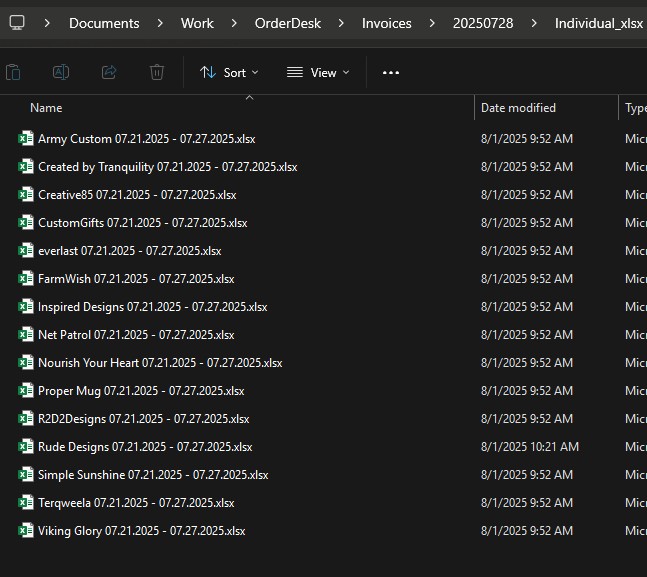 Documents > Work > OrderDesk > Invoices > 20250728 > Individual_xlsx
Sort View
Name Date modified Type
Army Custom 07.21.2025 - 07.27.2025.xlsx 8/1/2025 9:52 AM Micr
Created by Tranquility 07.21.2025 - 07.27.2025.xlsx 8/1/2025 9:52 AM Micr
Creative85 07.21.2025 - 07.27.2025.xlsx 8/1/2025 9:52 AM Micr
CustomGifts 07.21.2025 - 07.27.2025.xlsx 8/1/2025 9:52 AM Micr
everlast 07.21.2025 - 07.27.2025.xlsx 8/1/2025 9:52 AM Micr
FarmWish 07.21.2025 - 07.27.2025.xlsx 8/1/2025 9:52 AM Micr
Inspired Designs 07.21.2025 - 07.27.2025.xlsx 8/1/2025 9:52 AM Micr
Net Patrol 07.21.2025 - 07.27.2025.xlsx 8/1/2025 9:52 AM Micr
Nourish Your Heart 07.21.2025 - 07.27.2025.xlsx 8/1/2025 9:52 AM Micr
Proper Mug 07.21.2025 - 07.27.2025.xlsx 8/1/2025 9:52 AM Micr
R2D2Designs 07.21.2025 - 07.27.2025.xlsx 8/1/2025 9:52 AM Micr
Rude Designs 07.21.2025 - 07.27.2025.xlsx 8/1/2025 10:21 AM Micr
Simple Sunshine 07.21.2025 - 07.27.2025.xlsx 8/1/2025 9:52 AM Micr
Terqweela 07.21.2025 - 07.27.2025.xlsx 8/1/2025 9:52 AM Micr
Viking Glory 07.21.2025 - 07.27.2025.xlsx 8/1/2025 9:52 AM Micr